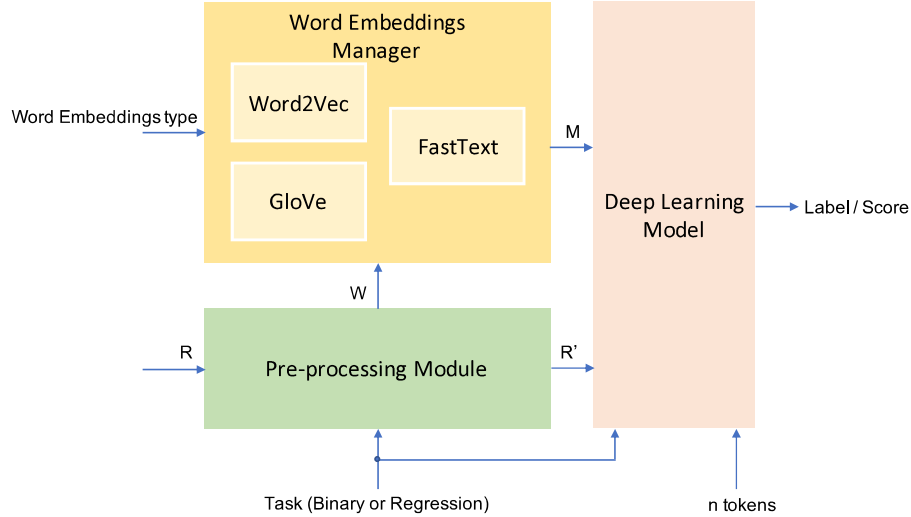 Word Embeddings
Manager
Word2Vec
FastText
GloVe
Word Embeddings type
M
Deep Learning
Model
Label / Score
W
R
Pre-processing Module
R’
Task (Binary or Regression)
n tokens